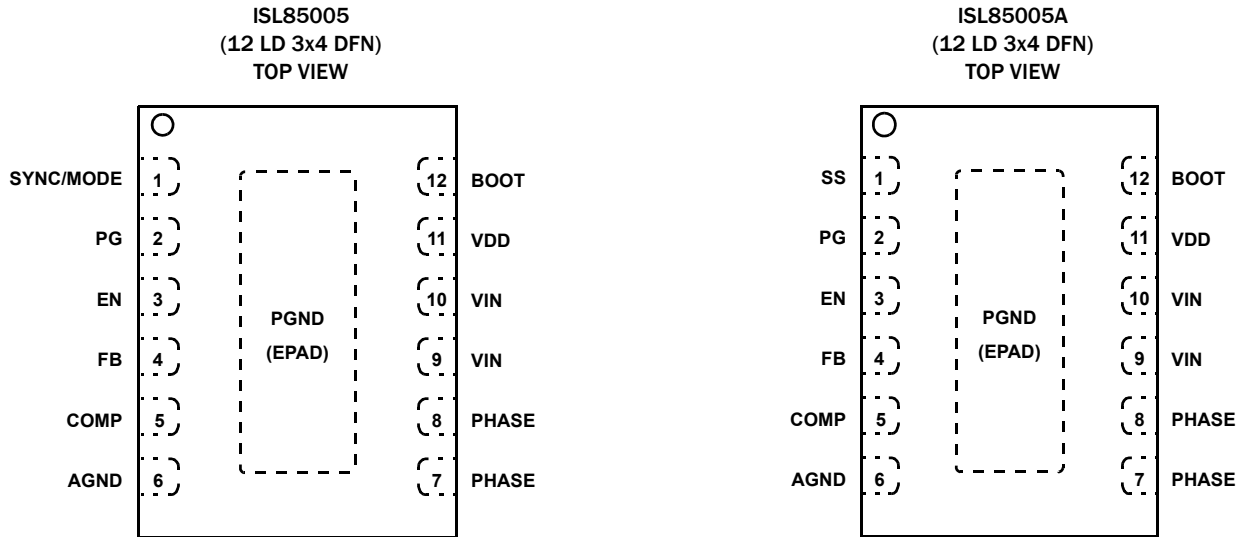 ISL85005
(12 LD 3x4 DFN)
TOP VIEW
SYNC/MODE 1
PG 2
EN 3
FB 4
COMP 5
AGND 6
PGND
(EPAD)
12 BOOT
11 VDD
10 VIN
9 VIN
8 PHASE
7 PHASE
ISL85005A
(12 LD 3x4 DFN)
TOP VIEW
SS 1
PG 2
EN 3
FB 4
COMP 5
AGND 6
PGND
(EPAD)
12 BOOT
11 VDD
10 VIN
9 VIN
8 PHASE
7 PHASE